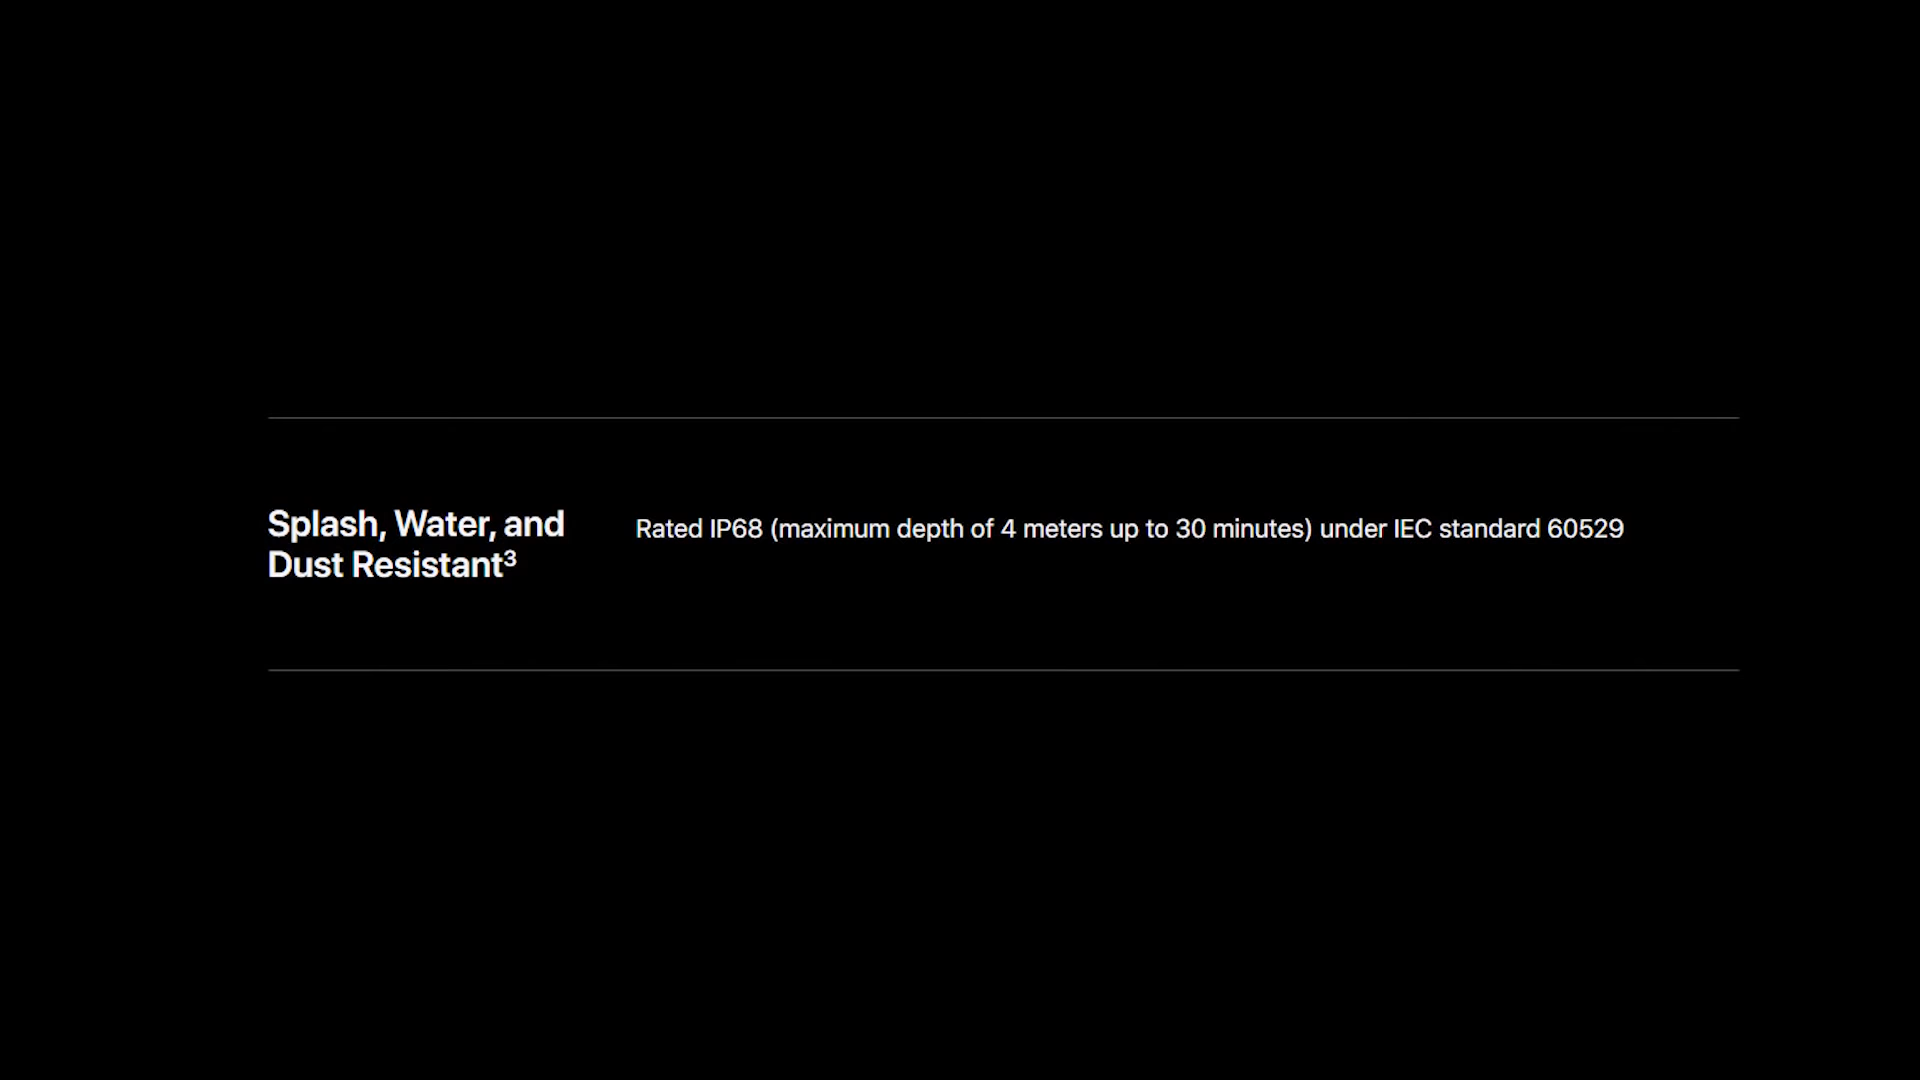 Splash, Water, and
Dust Resistant³
Rated IP68 (maximum depth of 4 meters up to 30 minutes) under IEC standard 60529